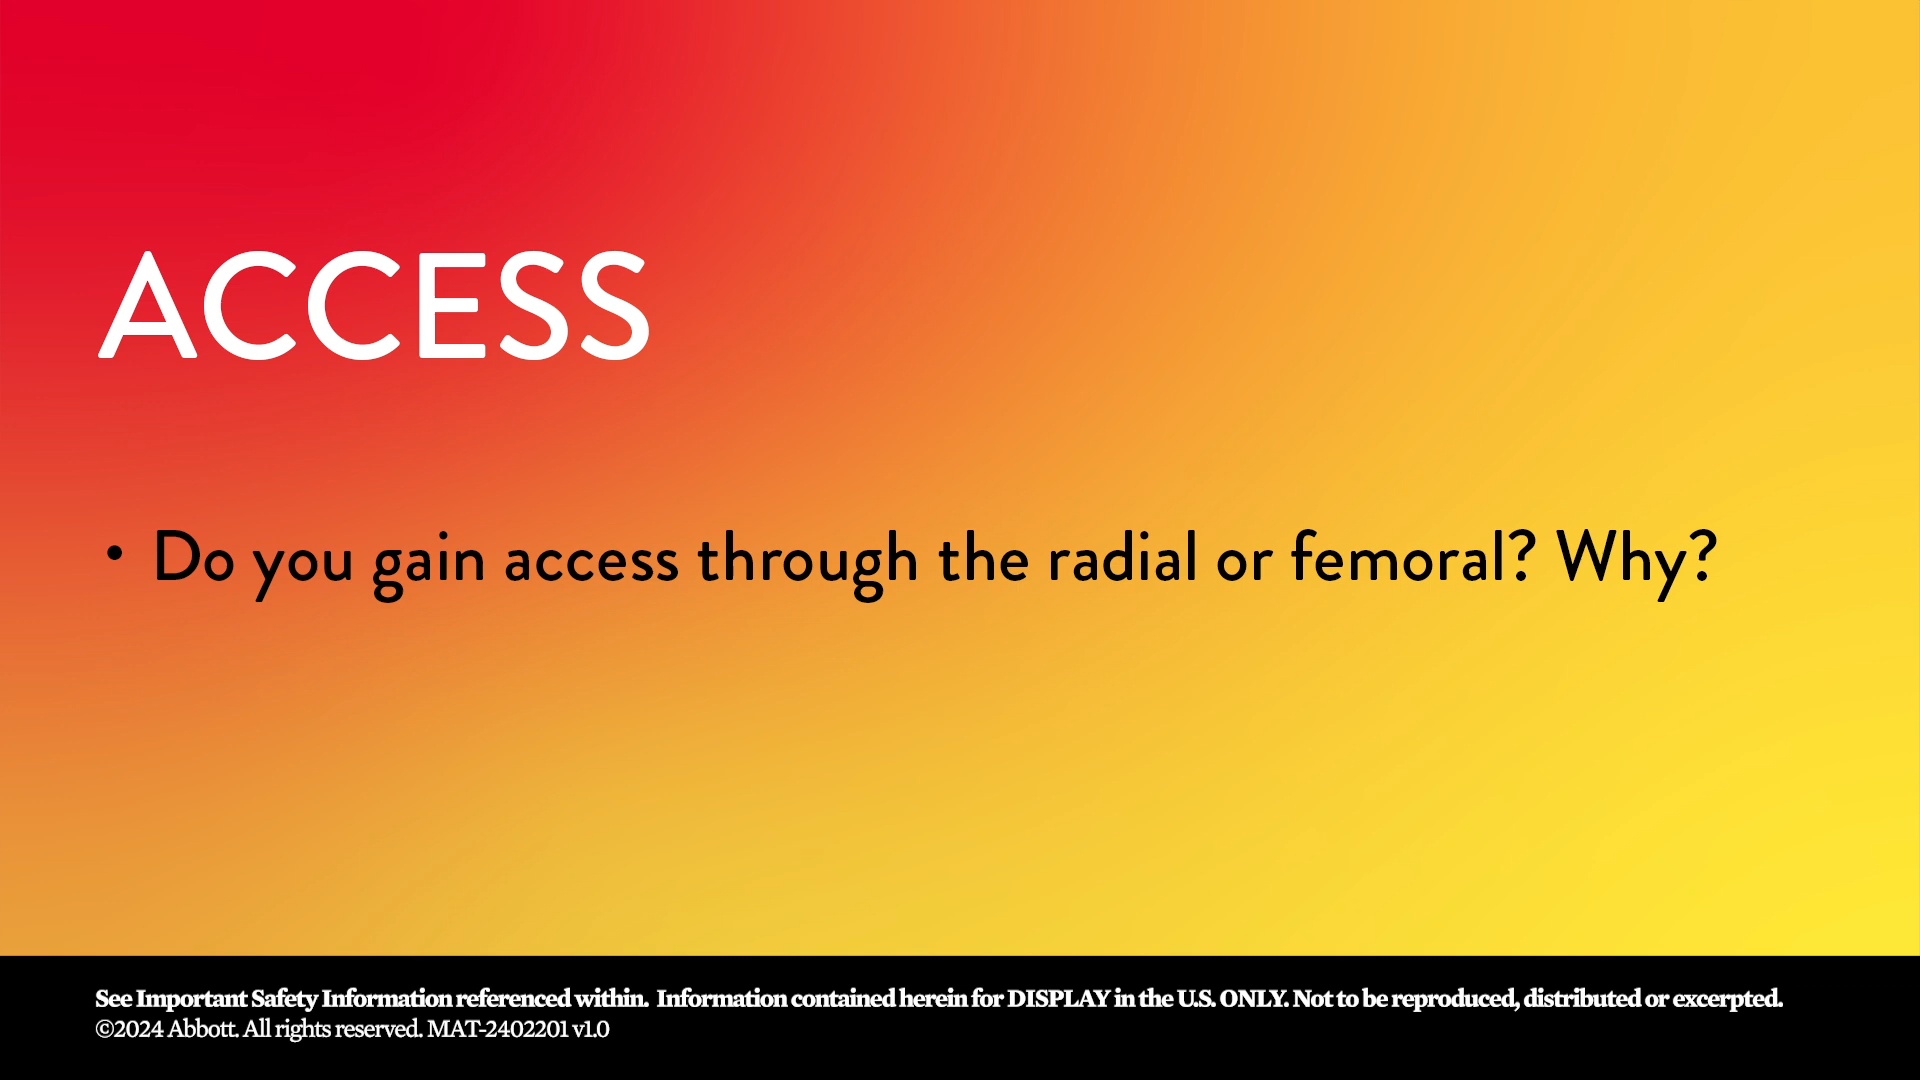 ACCESS
• Do you gain access through the radial or femoral? Why?
See Important Safety Information referenced within. Information contained herein for DISPLAY in the U.S. ONLY. Not to be reproduced, distributed or excerpted.
©2024 Abbott. All rights reserved. MAT-2402201 v1.0